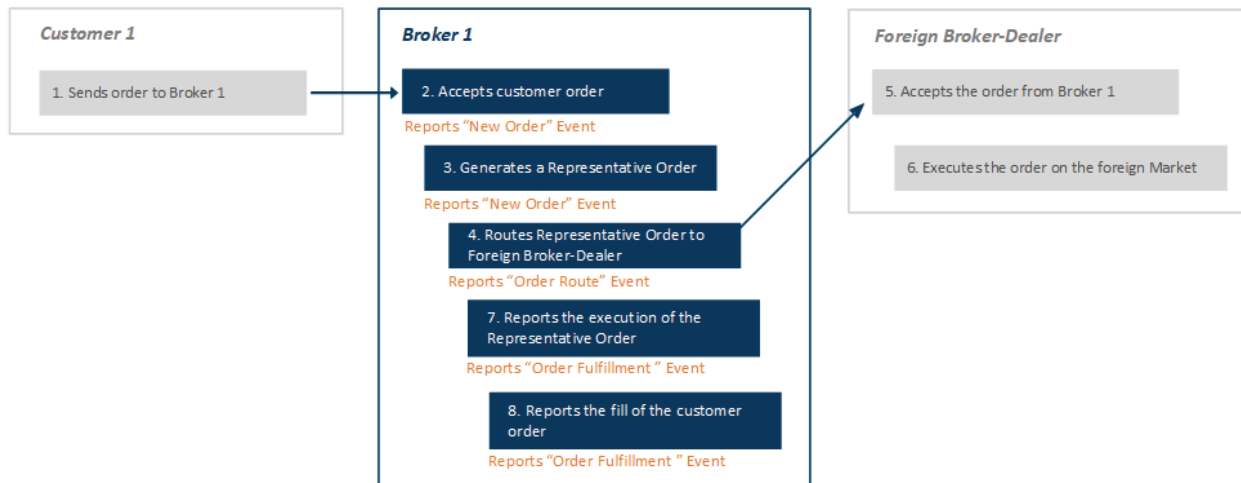 Customer 1
1. Sends order to Broker 1
Broker 1
2. Accepts customer order
Reports “New Order” Event
3. Generates a Representative Order
Reports “New Order” Event
4. Routes Representative Order to
Foreign Broker-Dealer
Reports “Order Route” Event
Foreign Broker-Dealer
5. Accepts the order from Broker 1
6. Executes the order on the foreign Market
7. Reports the execution of the
Representative Order
Reports “Order Fulfillment ” Event
8. Reports the fill of the customer
order
Reports “Order Fulfillment ” Event